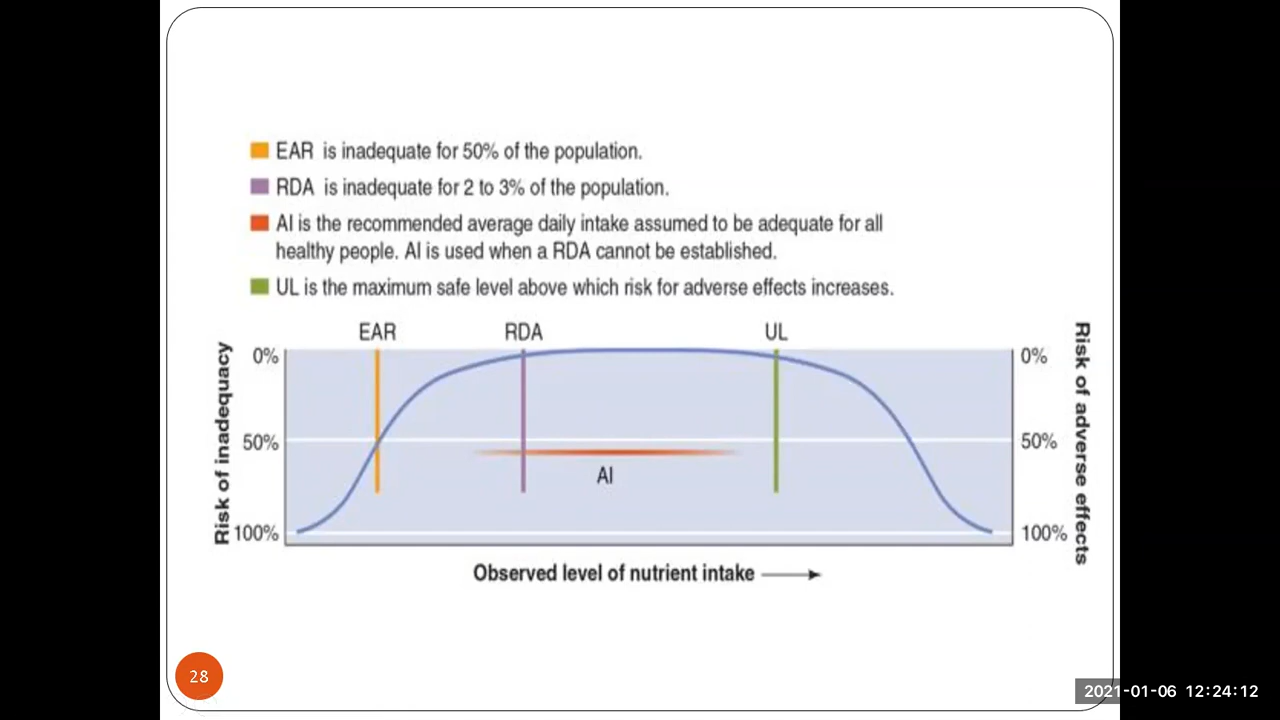 EAR is inadequate for 50% of the population.
RDA is inadequate for 2 to 3% of the population.
AI is the recommended average daily intake assumed to be adequate for all
healthy people. AI is used when a RDA cannot be established.
UL is the maximum safe level above which risk for adverse effects increases.
EAR RDA UL
Risk of inadequacy
0%
50%
100%
AI
0%
50%
100%
Risk of adverse effects
Observed level of nutrient intake
28
2021-01-06 12:24:12